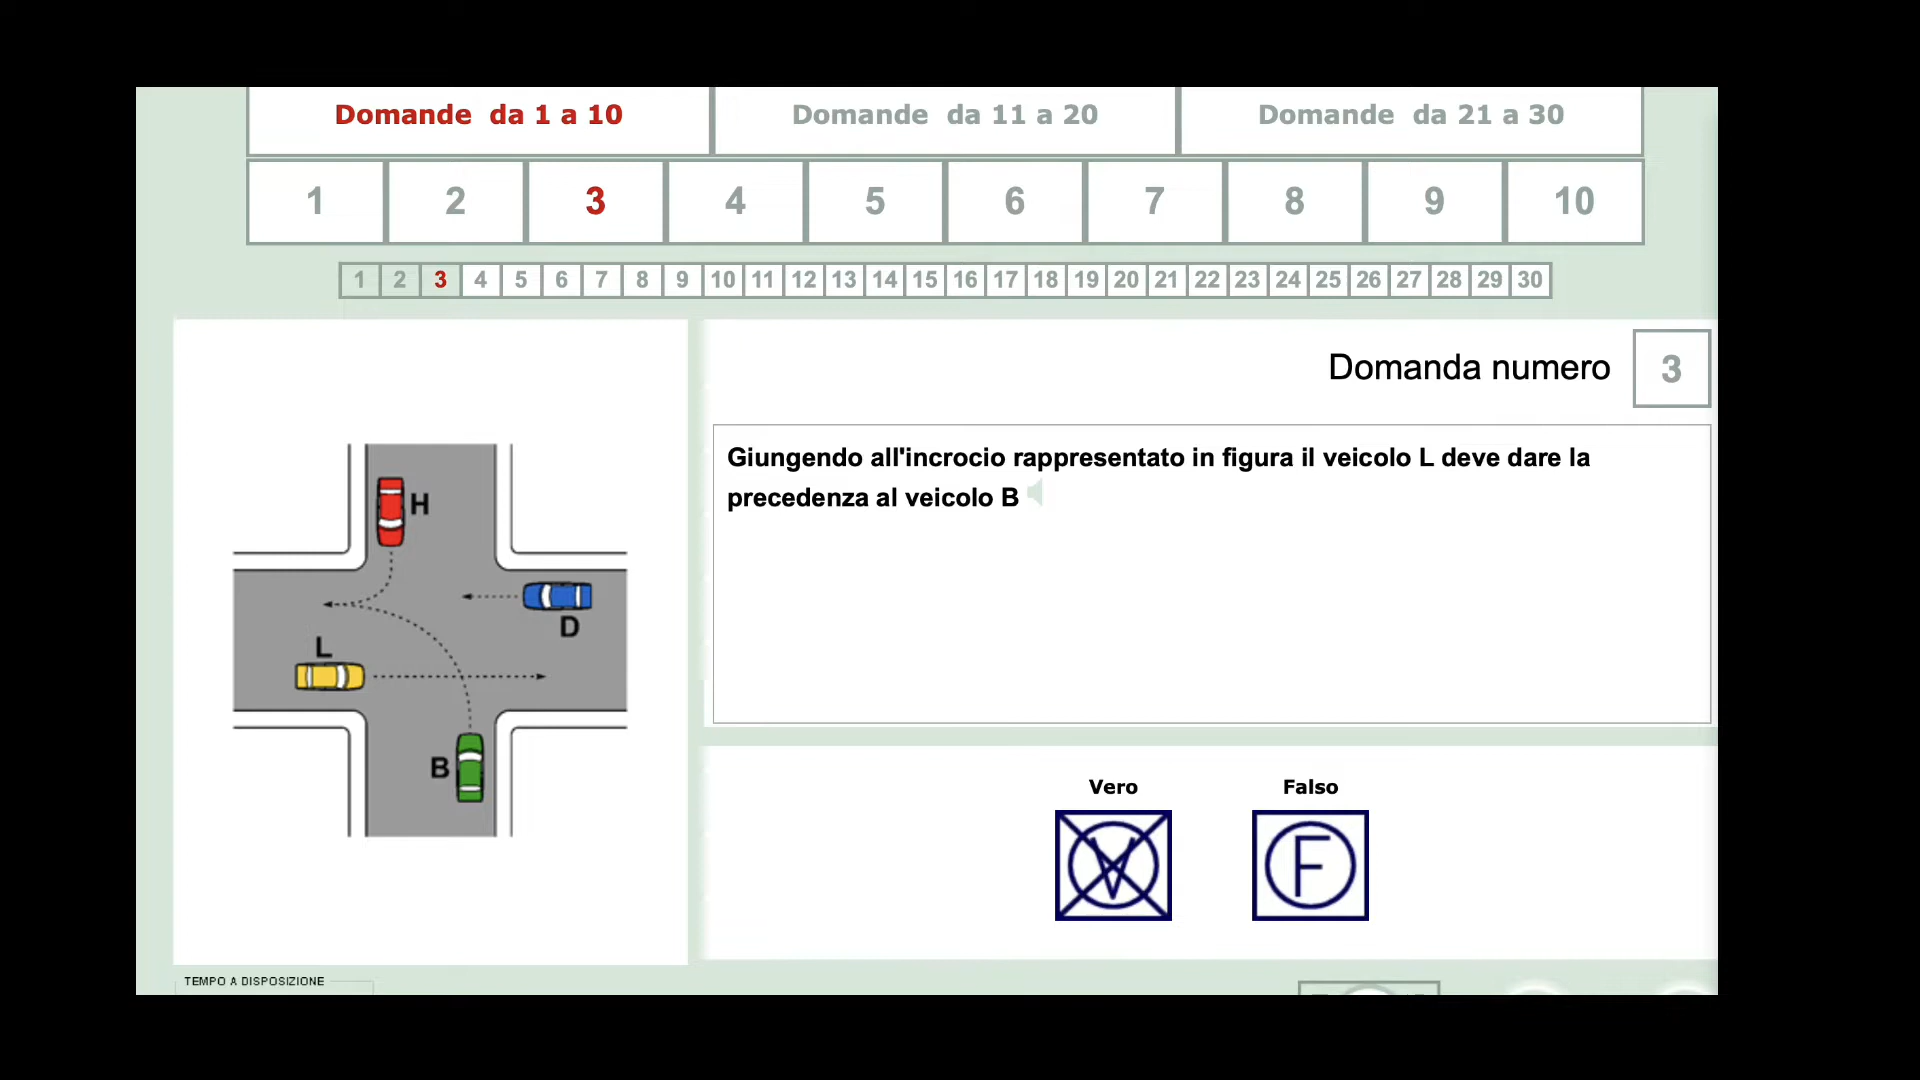 Domande da 1 a 10
Domande da 11 a 20
Domande da 21 a 30
1 2 3 4 5 6 7 8 9 10
1 2 3 4 5 6 7 8 9 10 11 12 13 14 15 16 17 18 19 20 21 22 23 24 25 26 27 28 29 30
Domanda numero 3
Giungendo all'incrocio rappresentato in figura il veicolo L deve dare la
precedenza al veicolo B
H
D
L
B
Vero
Falso
V
F
TEMPO A DISPOSIZIONE